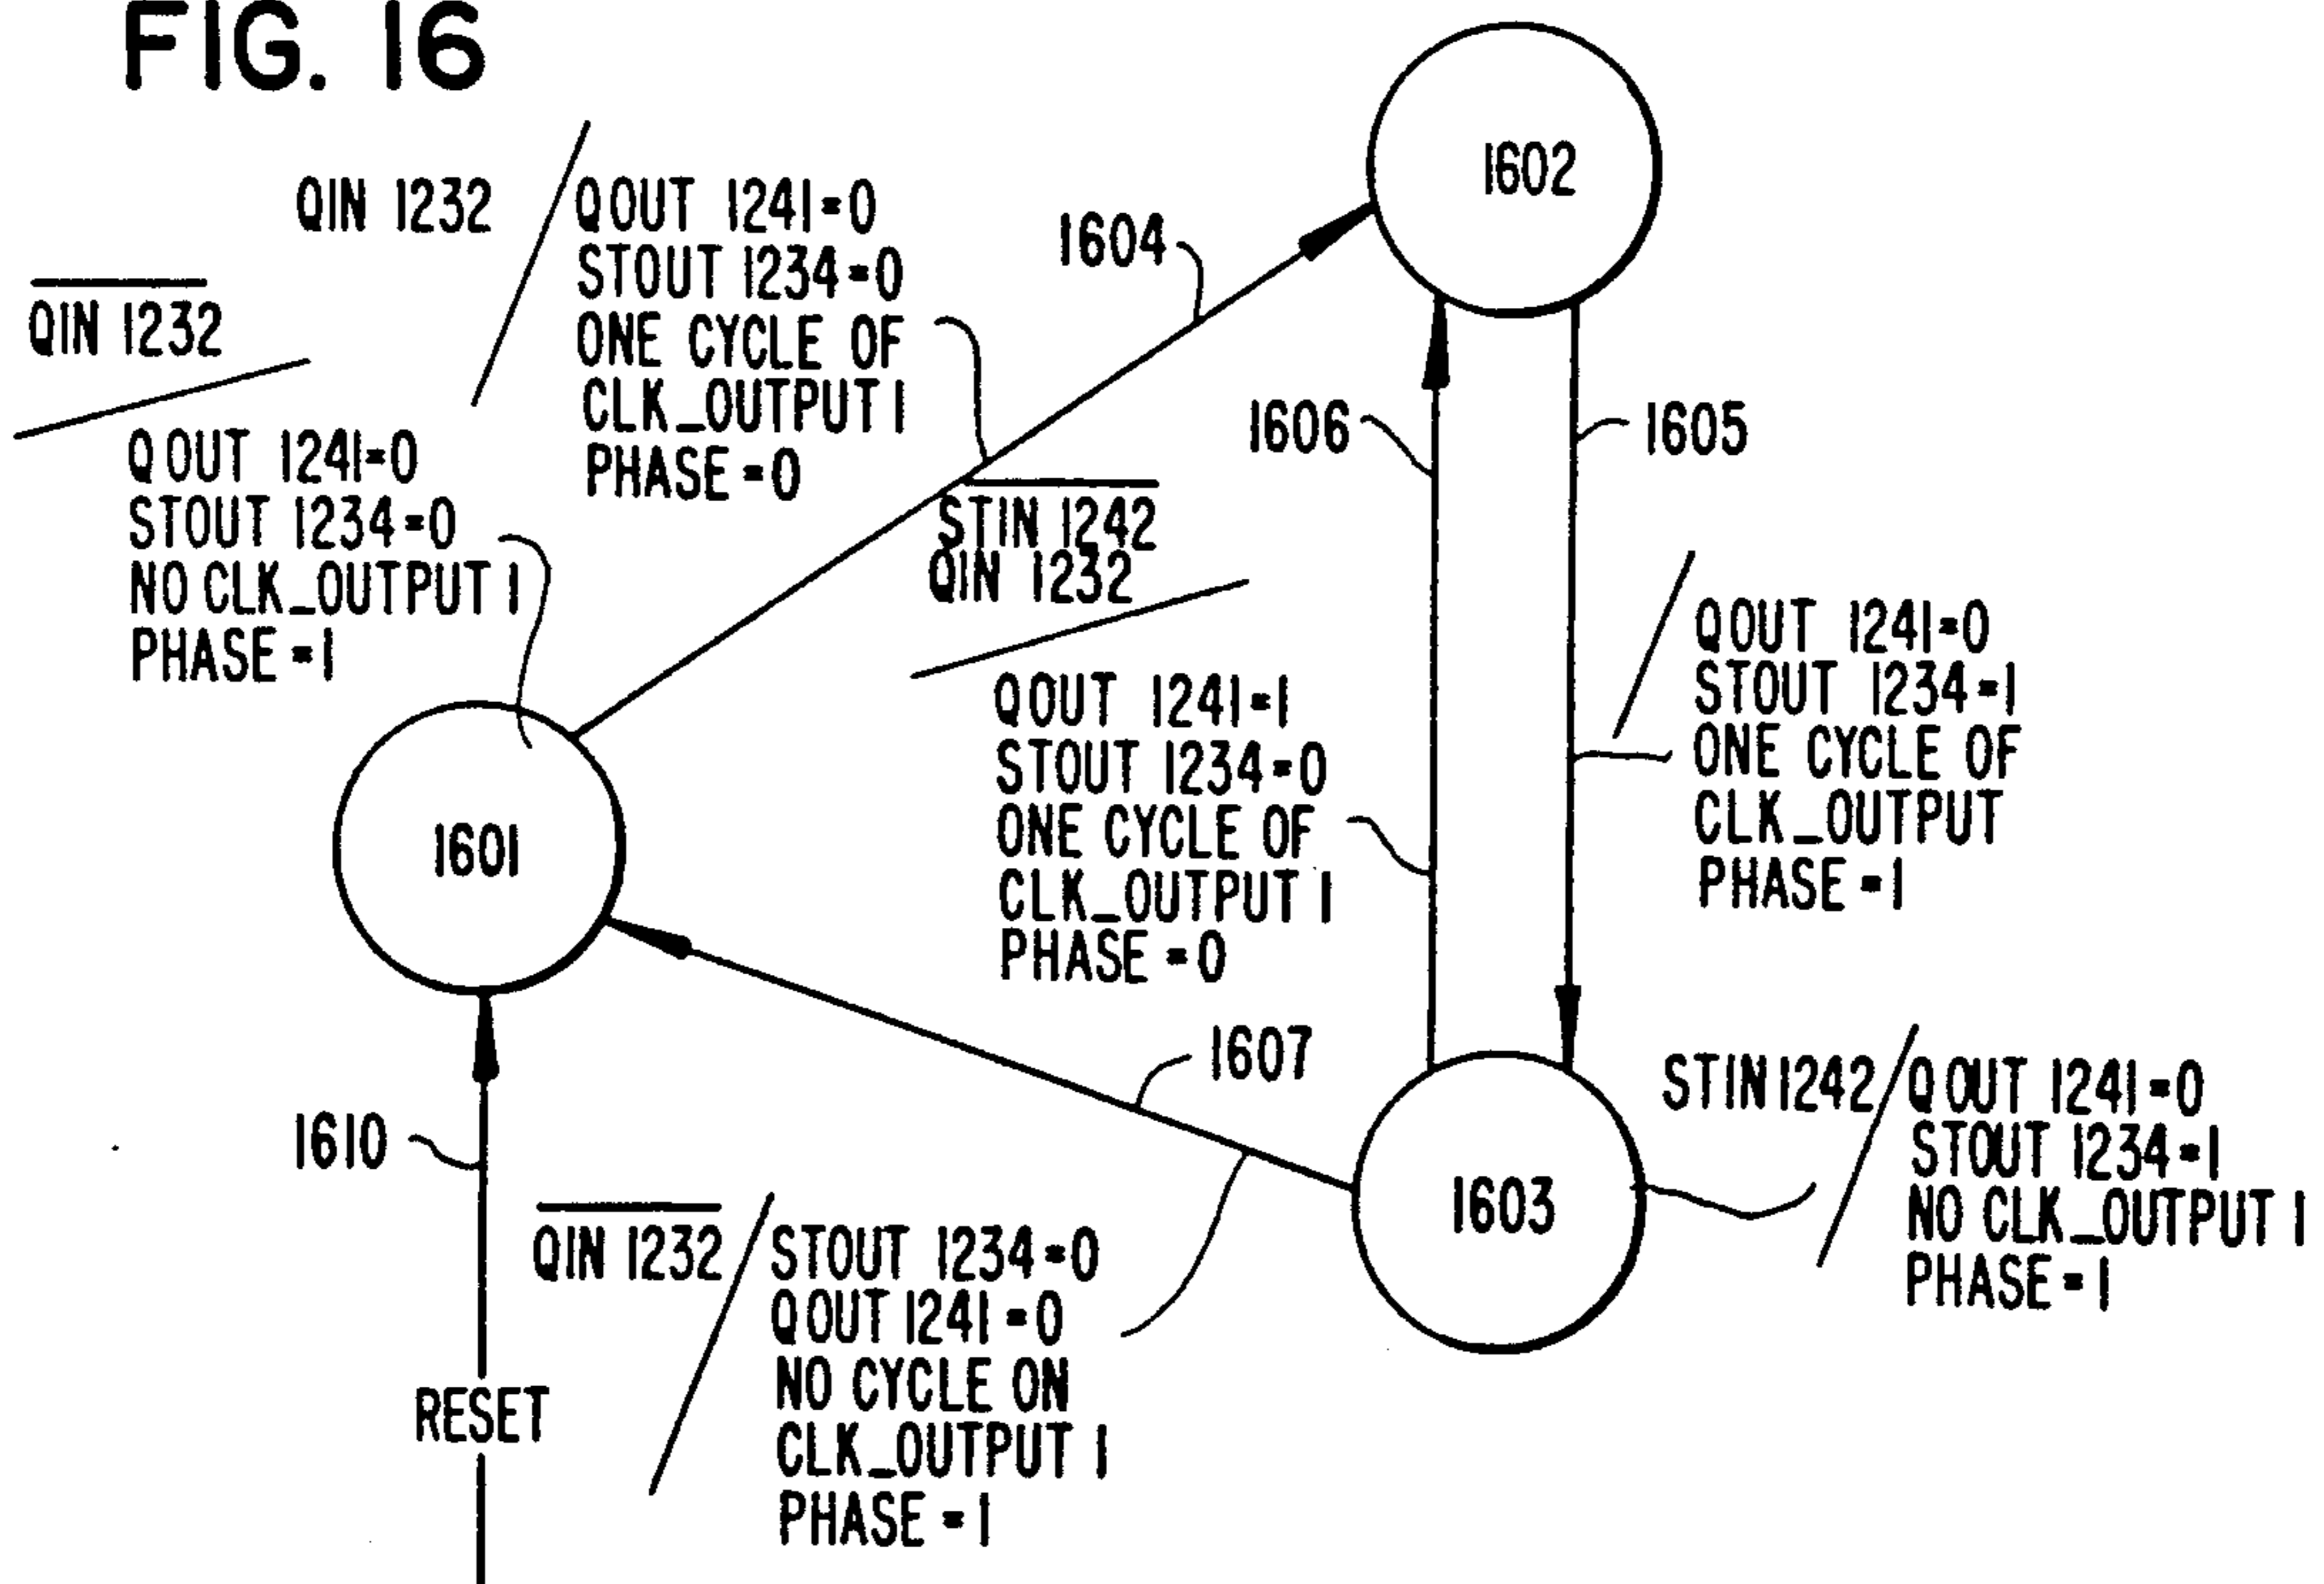 FIG. 16
1602
QIN 1232
QOUT 1241=0
STOUT 1234=0
ONE CYCLE OF
CLK_OUTPUT 1
PHASE=0
1604
QIN 1232
QOUT 1241=0
STOUT 1234=0
NO CLK_OUTPUT 1
PHASE=1
1606
1605
STIN 1242
QIN 1232
QOUT 1241=1
STOUT 1234=0
ONE CYCLE OF
CLK_OUTPUT 1
PHASE=0
QOUT 1241=0
STOUT 1234=1
ONE CYCLE OF
CLK_OUTPUT
PHASE=1
1601
1607
1610
1603
STIN 1242
QOUT 1241=0
STOUT 1234=1
NO CLK_OUTPUT 1
PHASE=1
QIN 1232
STOUT 1234=0
QOUT 1241=0
NO CYCLE ON
CLK_OUTPUT 1
PHASE=1
RESET